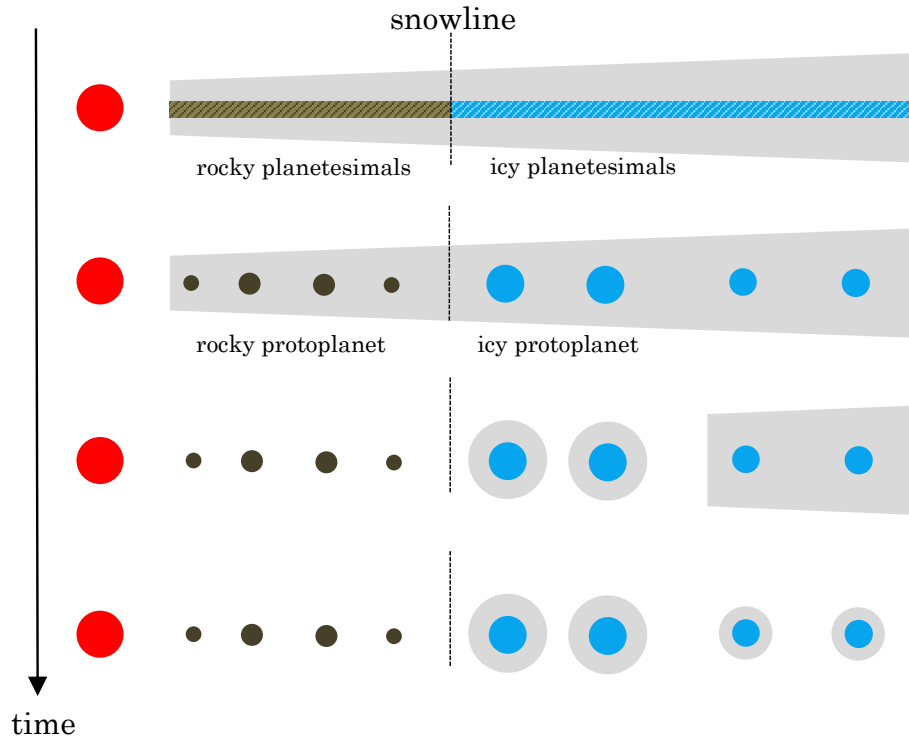 snowline
rocky planetesimals
icy planetesimals
rocky protoplanet
icy protoplanet
time